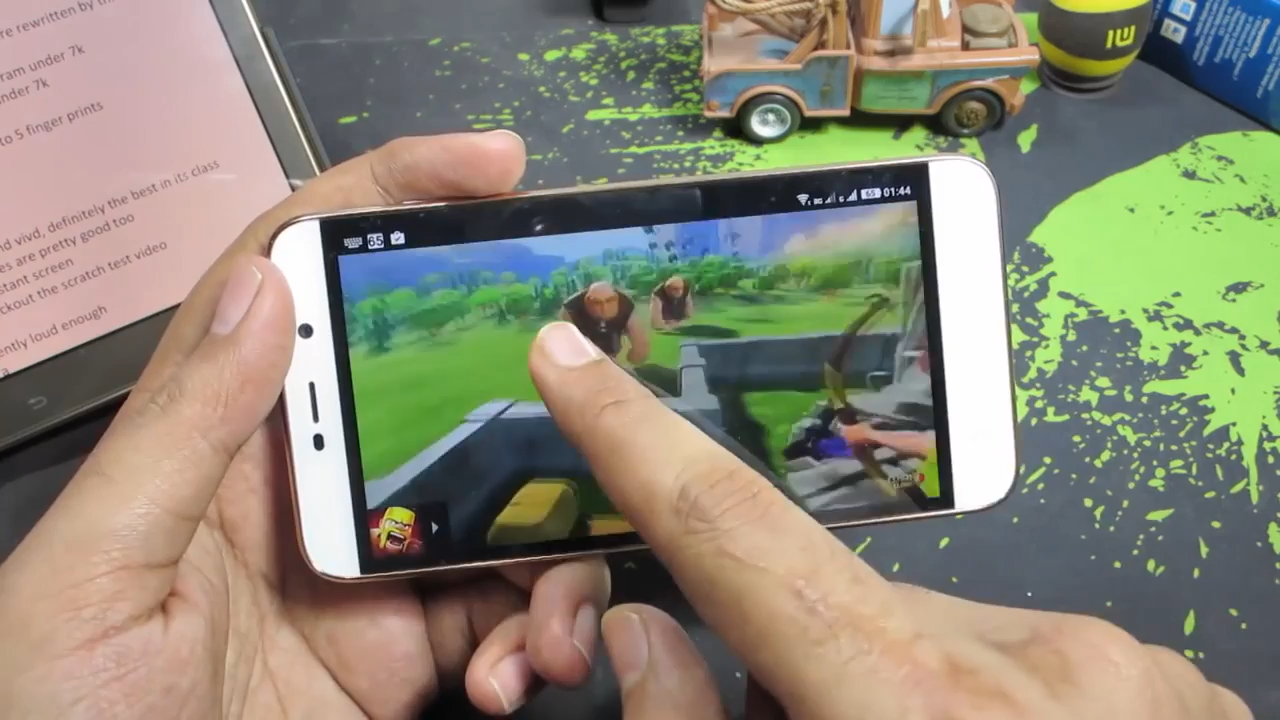 re rewritten by th
ram under 7k
nder 7k
to 5 finger prints
nd vivd, definitely the best in its class
es are pretty good too
stant screen
ckout the scratch test video
ently loud enough
a
65
65
01:44